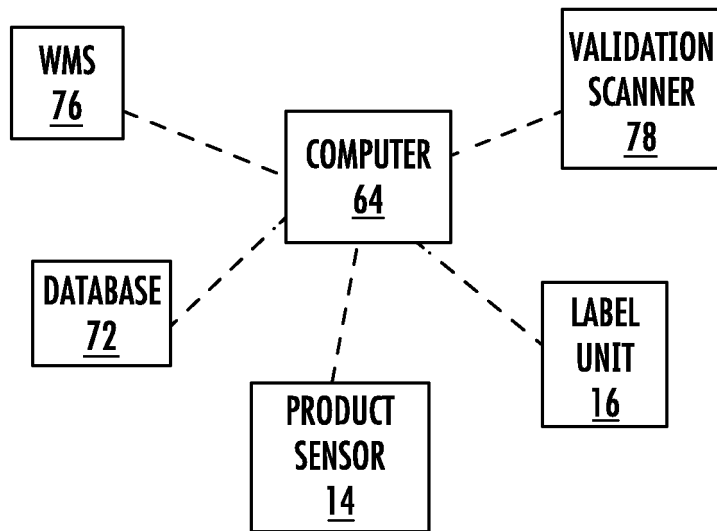 WMS
76
VALIDATION
SCANNER
78
COMPUTER
64
DATABASE
72
LABEL
UNIT
16
PRODUCT
SENSOR
14